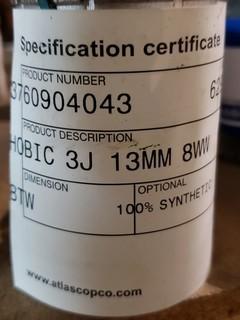 Specification certificate
PRODUCT NUMBER
3760904043 62
PRODUCT DESCRIPTION
HOBIC 3J 13MM 8WW
DIMENSION OPTIONAL
BTW 100% SYNTHETI
www.atlascopco.com